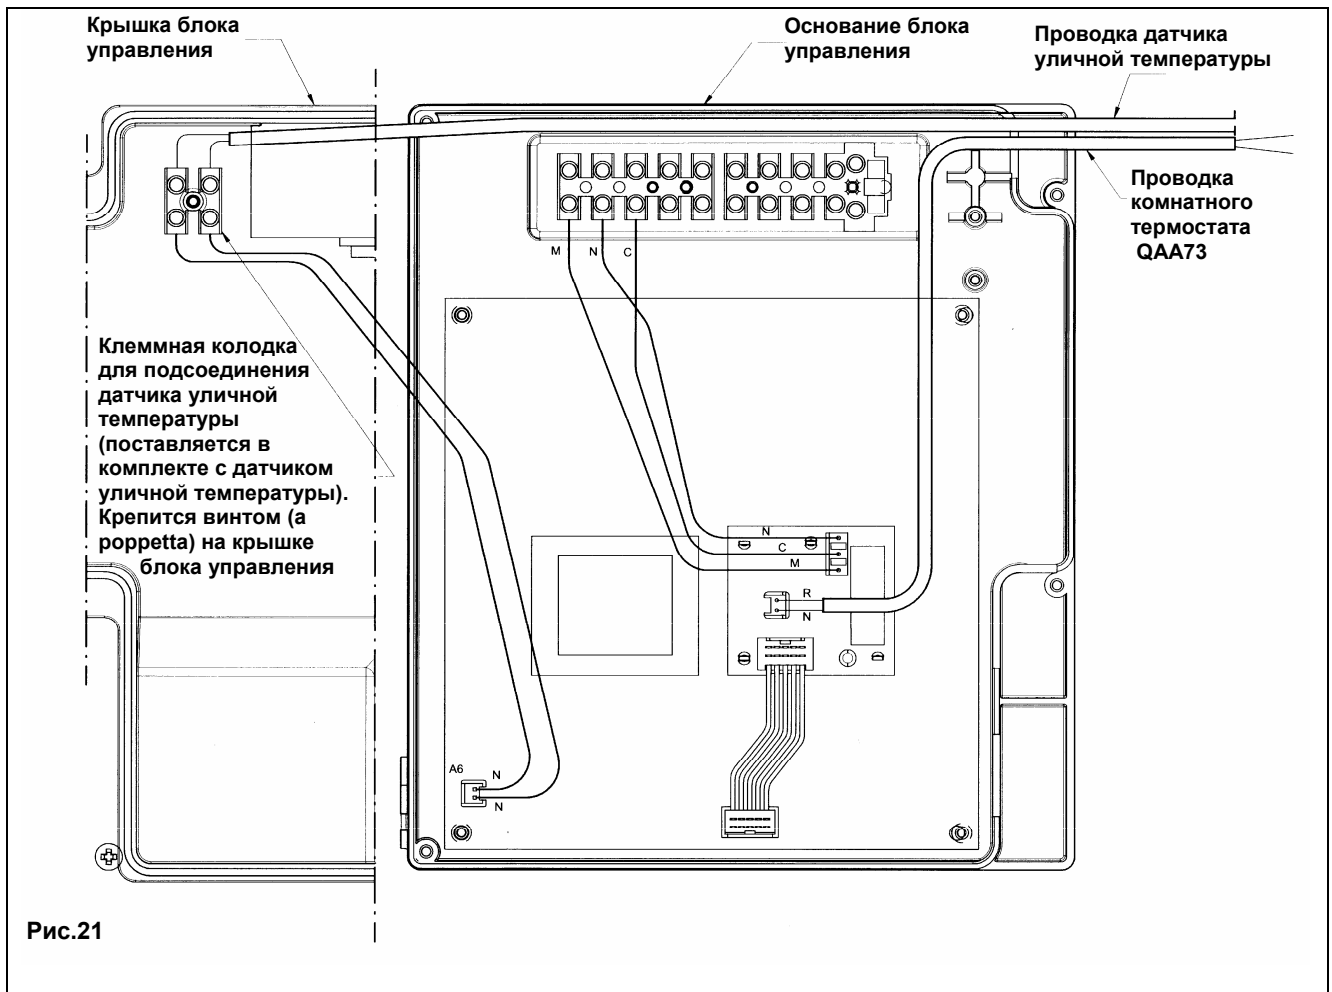 Крышка блока
управления
Основание блока
управления
Проводка датчика
уличной температуры
Проводка
комнатного
термостата
QAA73
M
N
C
Клеммная колодка
для подсоединения
датчика уличной
температуры
(поставляется в
комплекте с датчиком
уличной температуры).
Крепится винтом (a
poppetta) на крышке
блока управления
N
C
M
R
N
A6
N
N
Рис.21